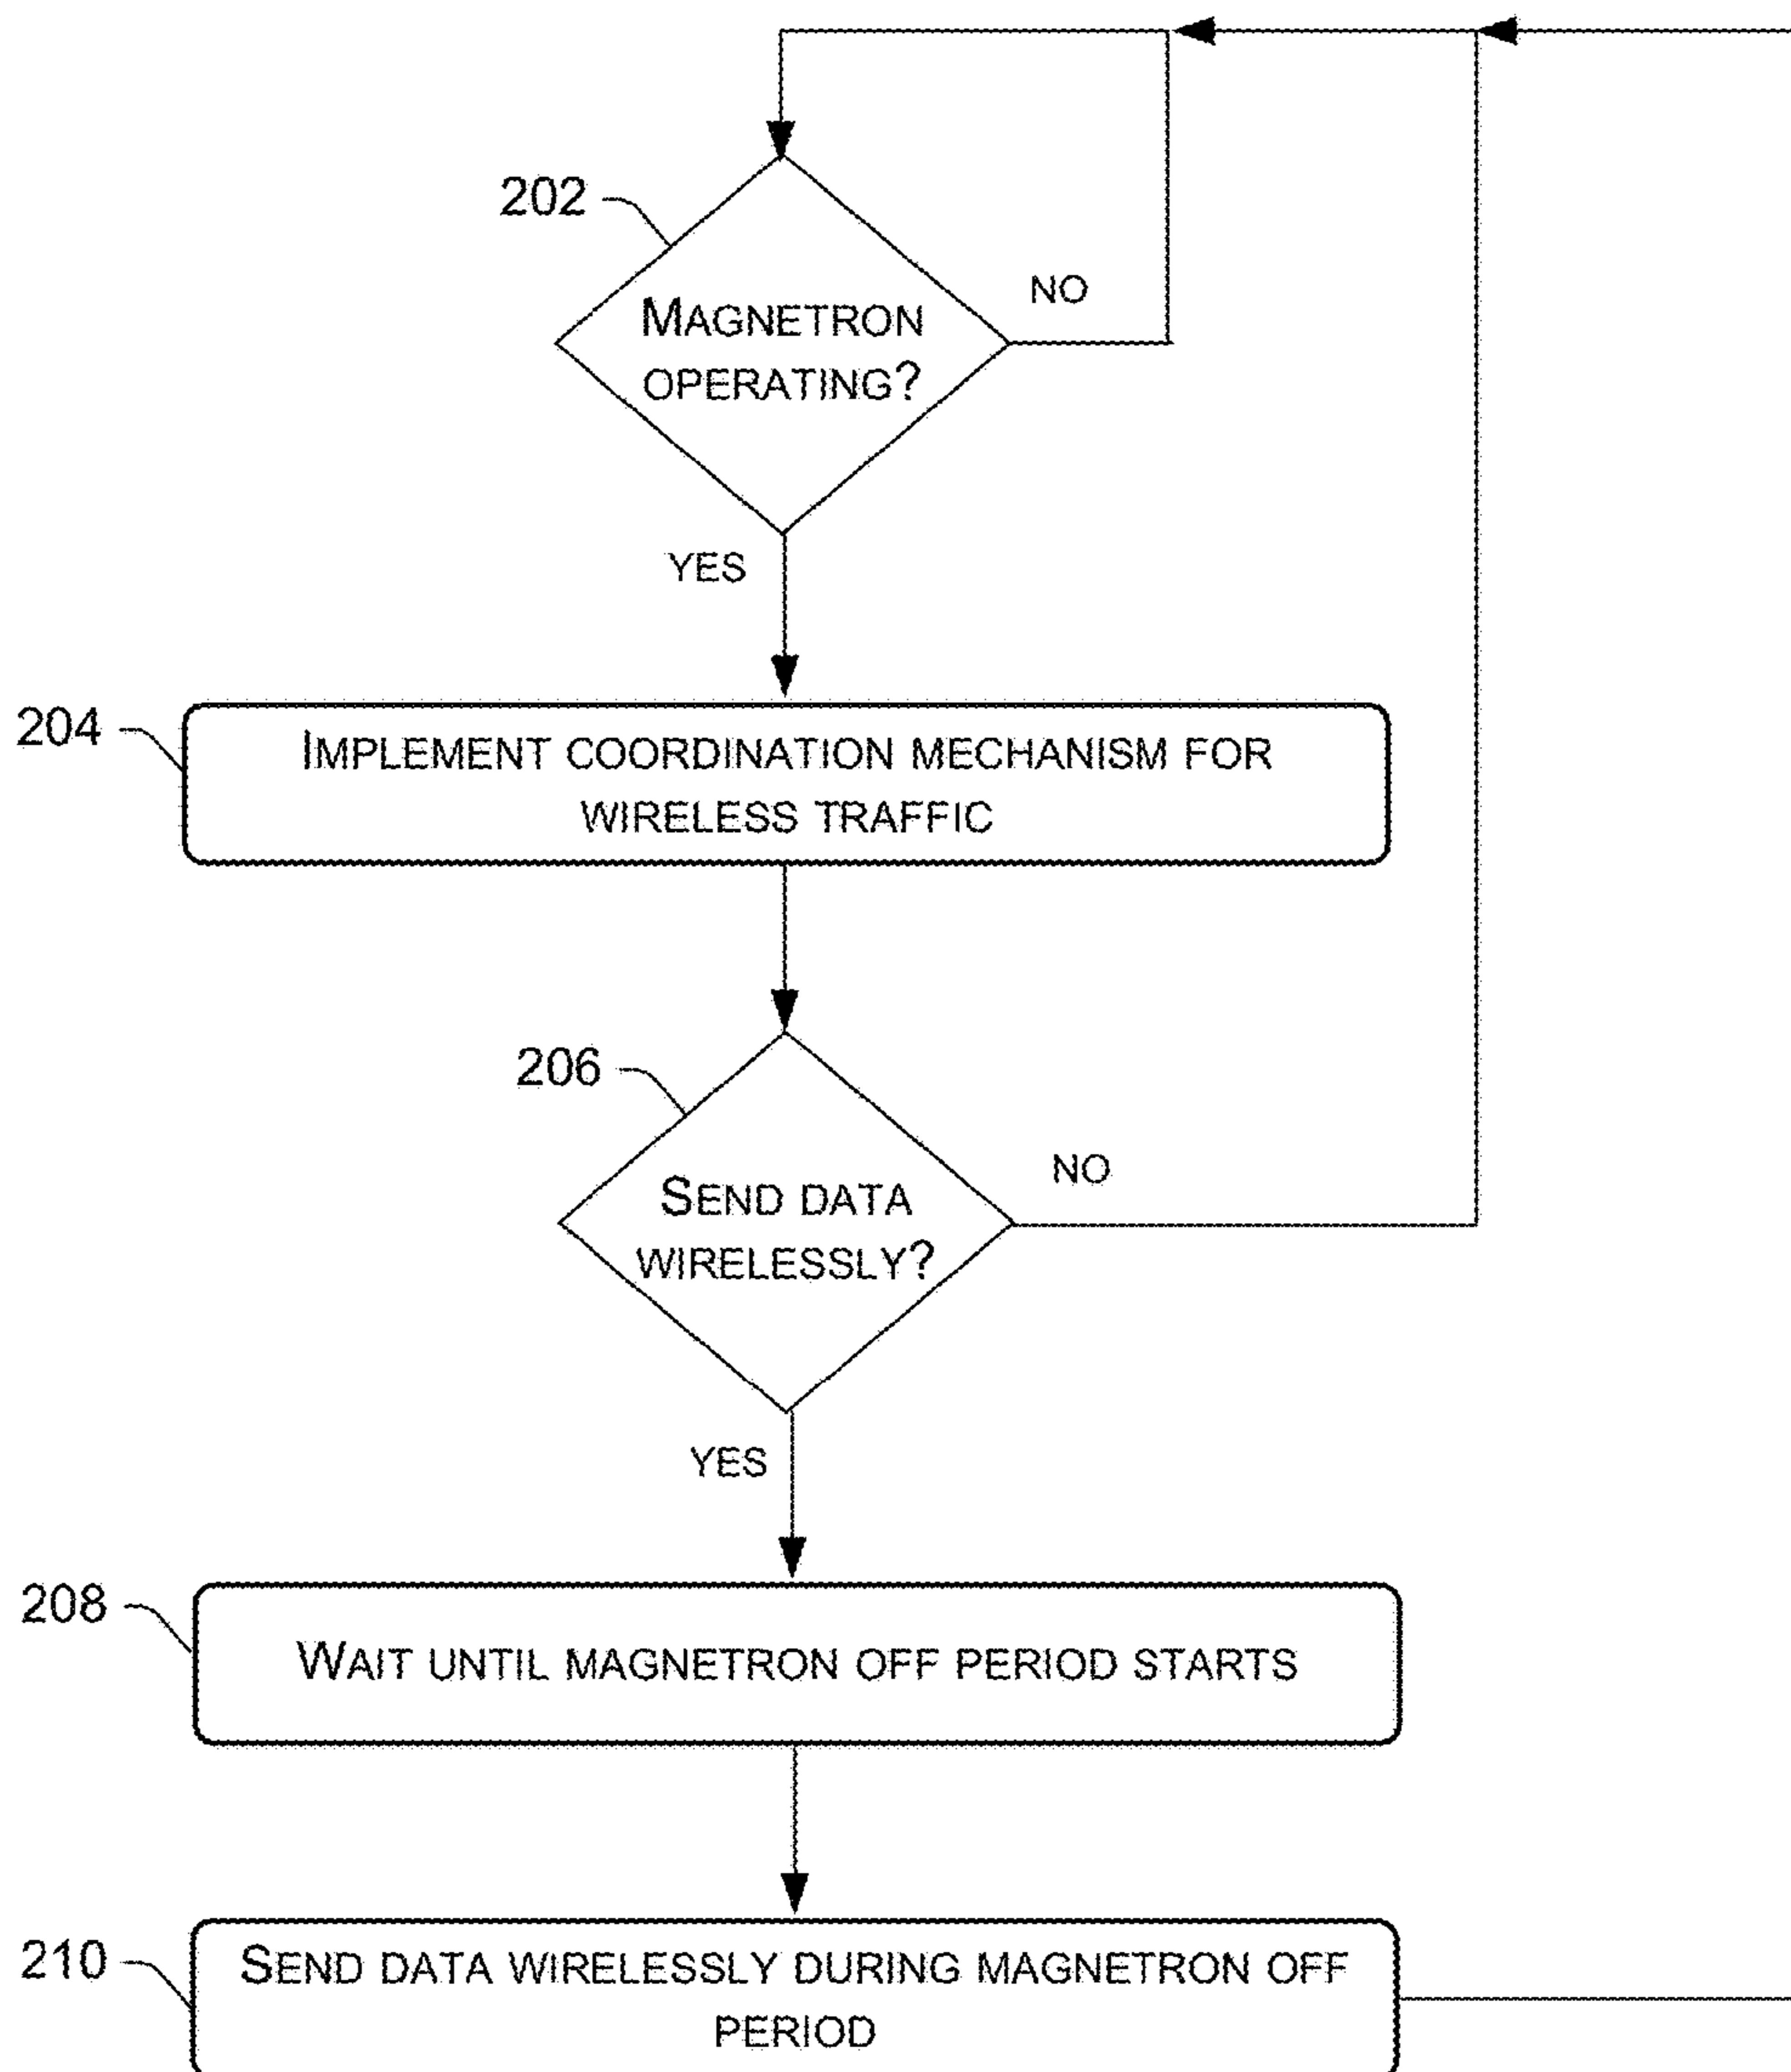 202
MAGNETRON
OPERATING?
NO
YES
204
IMPLEMENT COORDINATION MECHANISM FOR
WIRELESS TRAFFIC
206
SEND DATA
WIRELESSLY?
NO
YES
208
WAIT UNTIL MAGNETRON OFF PERIOD STARTS
210
SEND DATA WIRELESSLY DURING MAGNETRON OFF
PERIOD